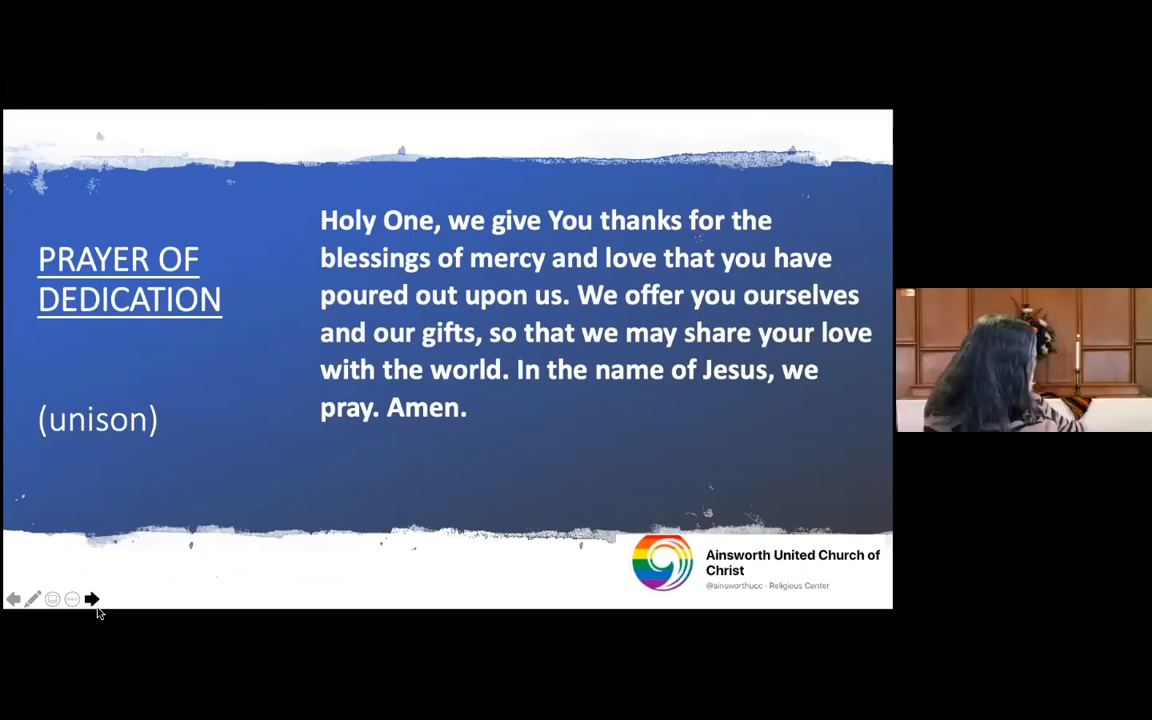 PRAYER OF
DEDICATION
(unison)
Holy One, we give You thanks for the
blessings of mercy and love that you have
poured out upon us. We offer you ourselves
and our gifts, so that we may share your love
with the world. In the name of Jesus, we
pray. Amen.
Ainsworth United Church of
Christ
@ainsworthucc · Religious Center